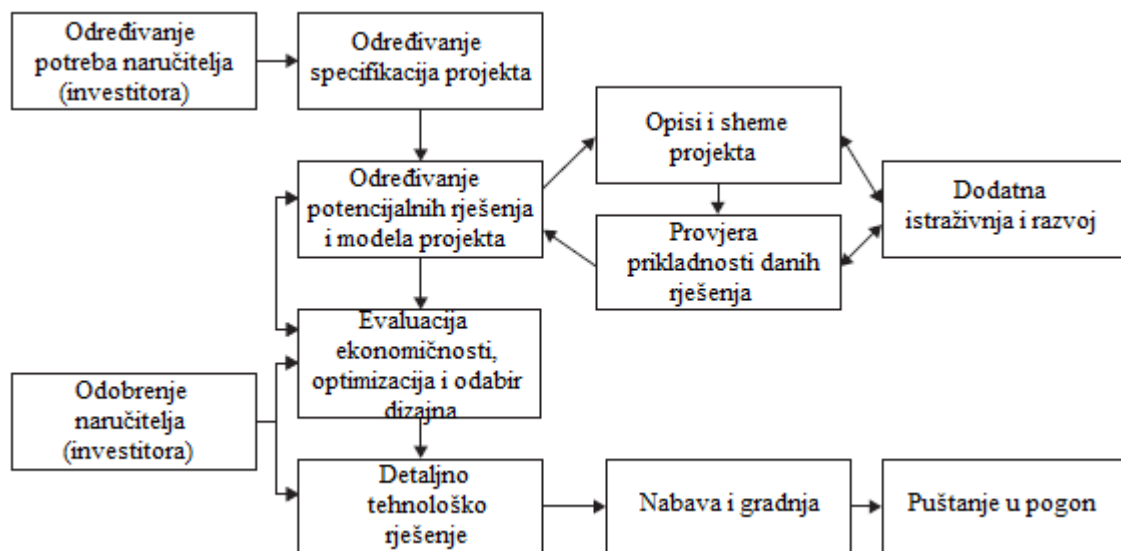 Određivanje
potreba naručitelja
(investitora)
Određivanje
specifikacija projekta
Opisi i sheme
projekta
Određivanje
potencijalnih rješenja
i modela projekta
Dodatna
istraživnja i razvoj
Provjera
prikladnosti danih
rješenja
Evaluacija
ekonomičnosti,
optimizacija i odabir
dizajna
Odobrenje
naručitelja
(investitora)
Detaljno
tehnološko
rješenje
Nabava i gradnja
Puštanje u pogon